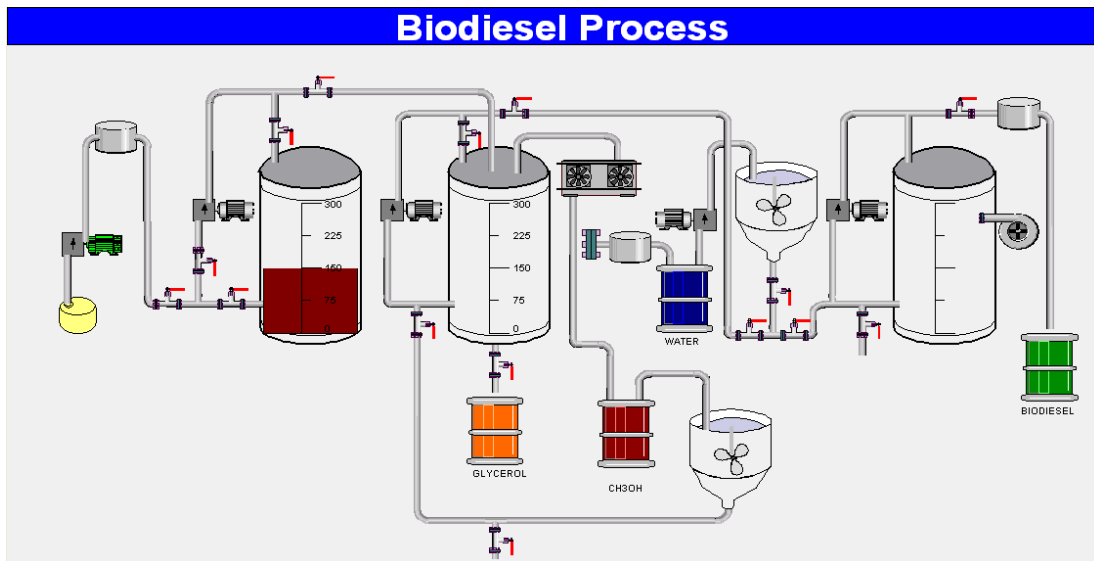 Biodiesel Process
300
225
150
75
0
300
225
150
75
0
WATER
BIODIESEL
GLYCEROL
CH3OH